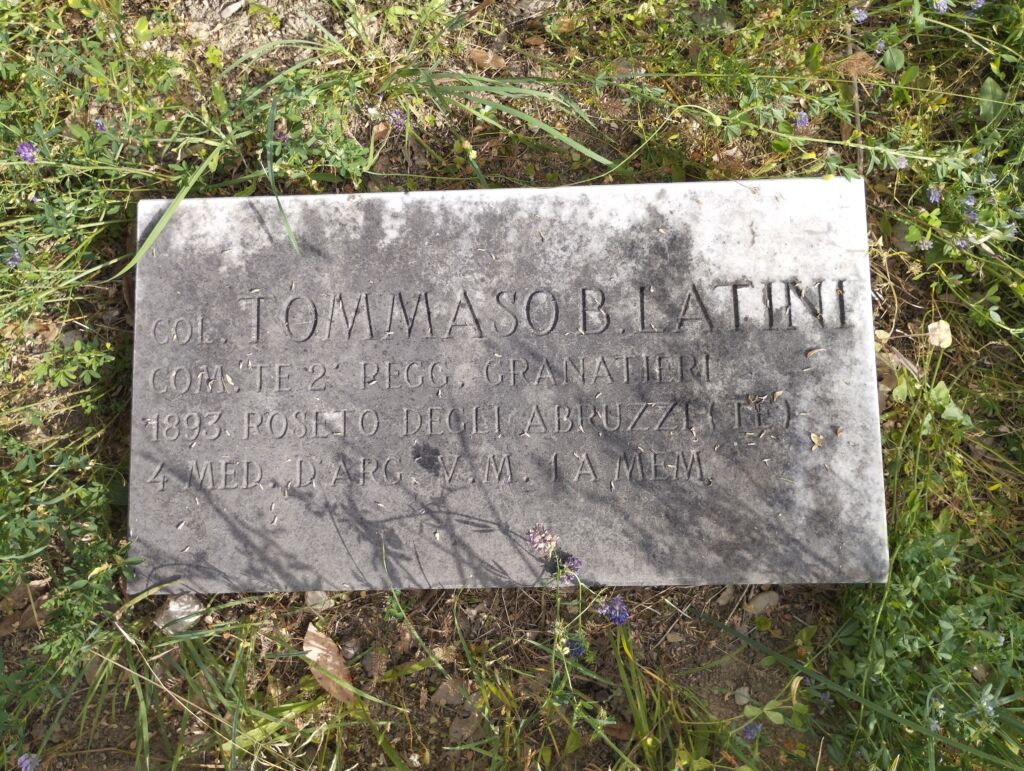 COL. TOMMASO B. LATINI
COM.TE 2° REGG. GRANATIERI
1893 ROSETO DEGLI ABRUZZI (TE)
4 MED. D'ARG. V.M. 1 A MEM.